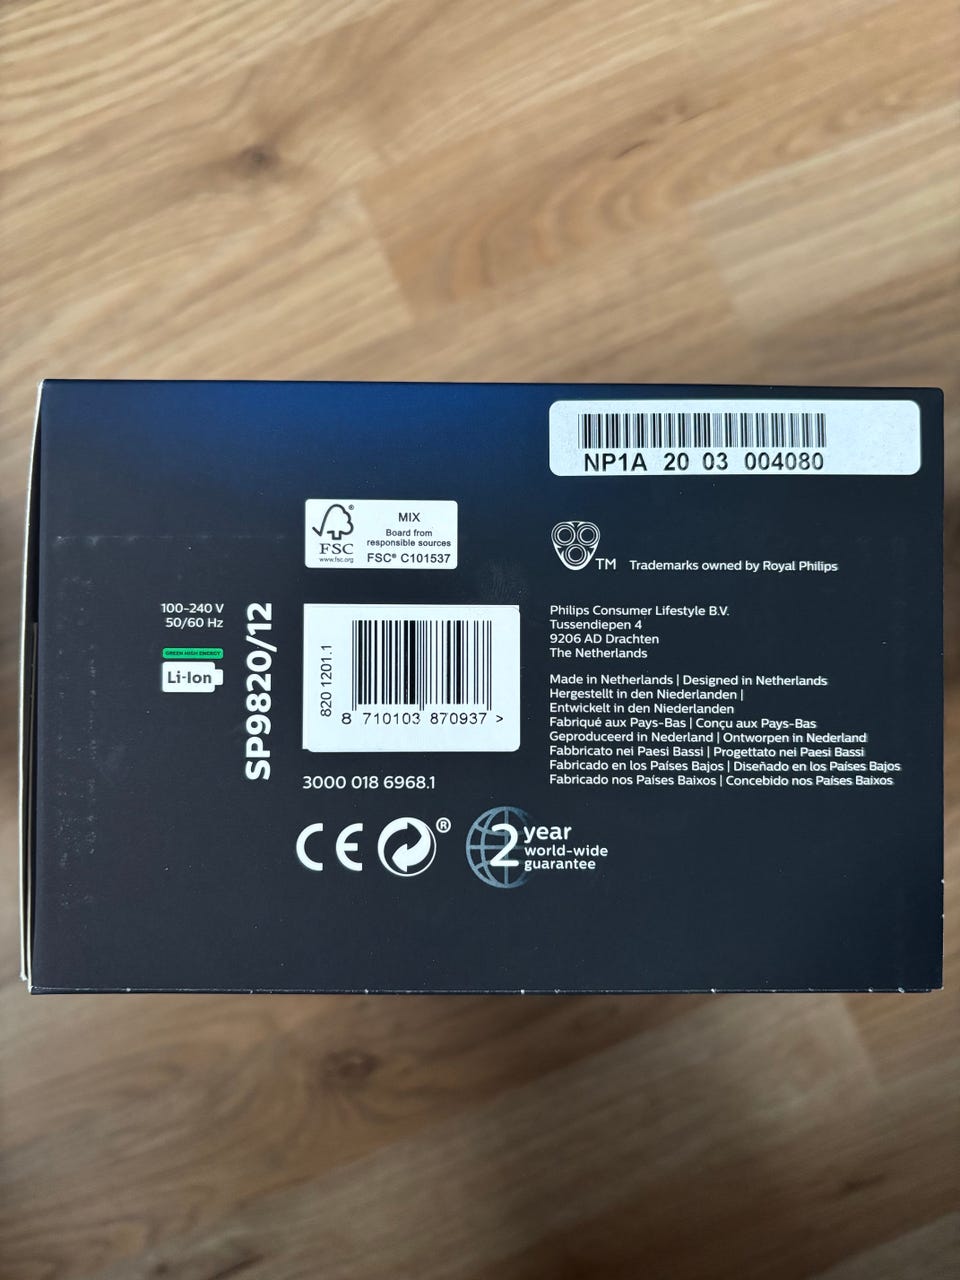 NP1A 20 03 004080
FSC
www.fsc.org
®
MIX
Board from
responsible sources
FSC® C101537
TM Trademarks owned by Royal Philips
100-240 V
50/60 Hz
GREEN HIGH ENERGY
Li-Ion
SP9820/12
820 1201.1
8 710103 870937 >
3000 018 6968.1
Philips Consumer Lifestyle B.V.
Tussendiepen 4
9206 AD Drachten
The Netherlands
Made in Netherlands | Designed in Netherlands
Hergestellt in den Niederlanden |
Entwickelt in den Niederlanden
Fabriqué aux Pays-Bas | Conçu aux Pays-Bas
Geproduceerd in Nederland | Ontworpen in Nederland
Fabbricato nei Paesi Bassi | Progettato nei Paesi Bassi
Fabricado en los Países Bajos | Diseñado en los Países Bajos
Fabricado nos Países Baixos | Concebido nos Países Baixos
CE
®
2 year
world-wide
guarantee